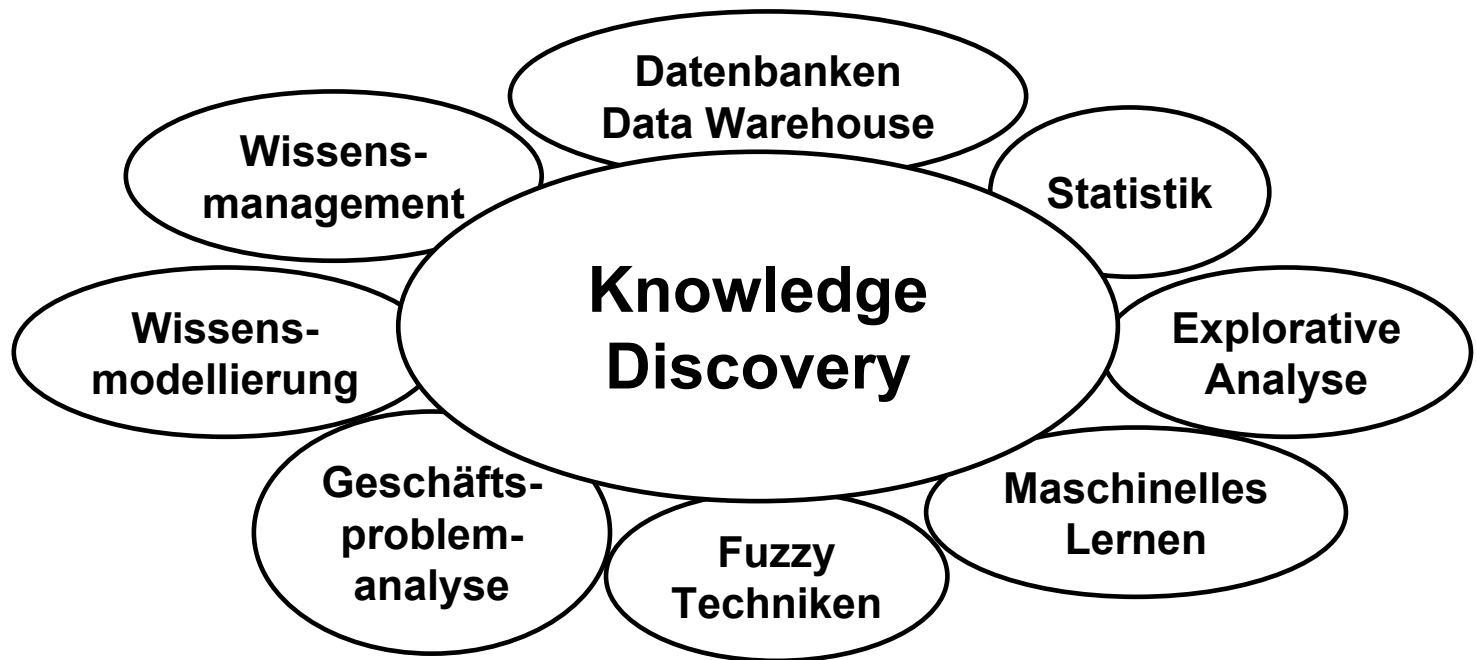 Datenbanken
Data Warehouse
Wissens-
management
Statistik
Knowledge
Discovery
Wissens-
modellierung
Explorative
Analyse
Geschäfts-
problem-
analyse
Maschinelles
Lernen
Fuzzy
Techniken